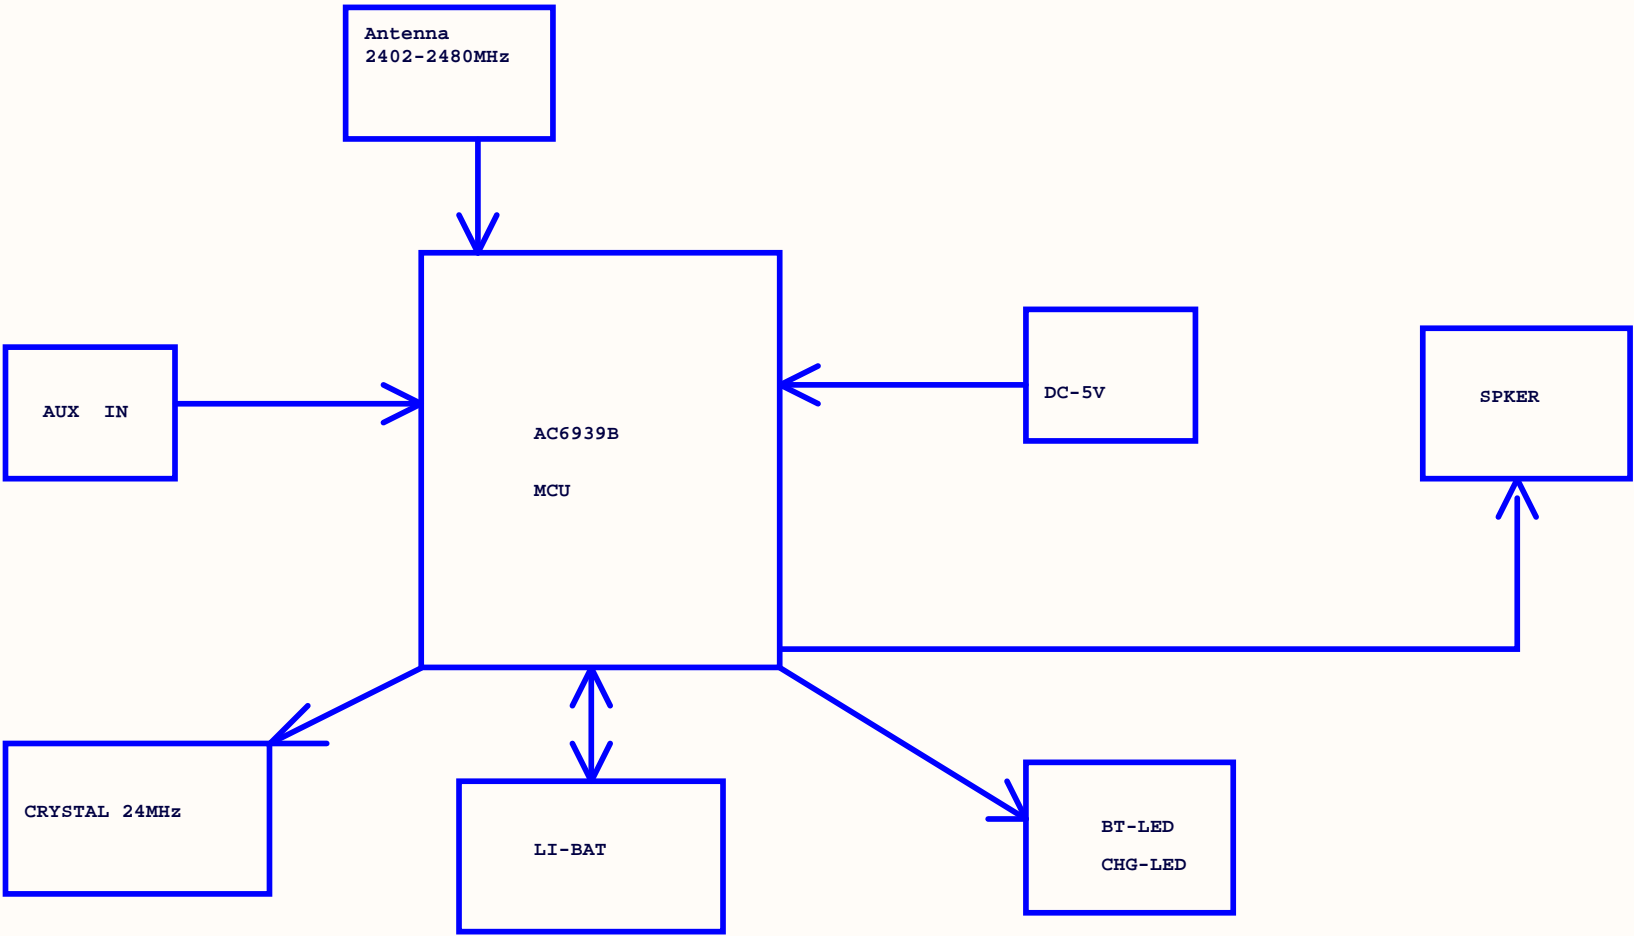 Antenna
2402-2480MHz
AUX  IN
AC6939B
MCU
DC-5V
SPKER
CRYSTAL 24MHz
LI-BAT
BT-LED
CHG-LED